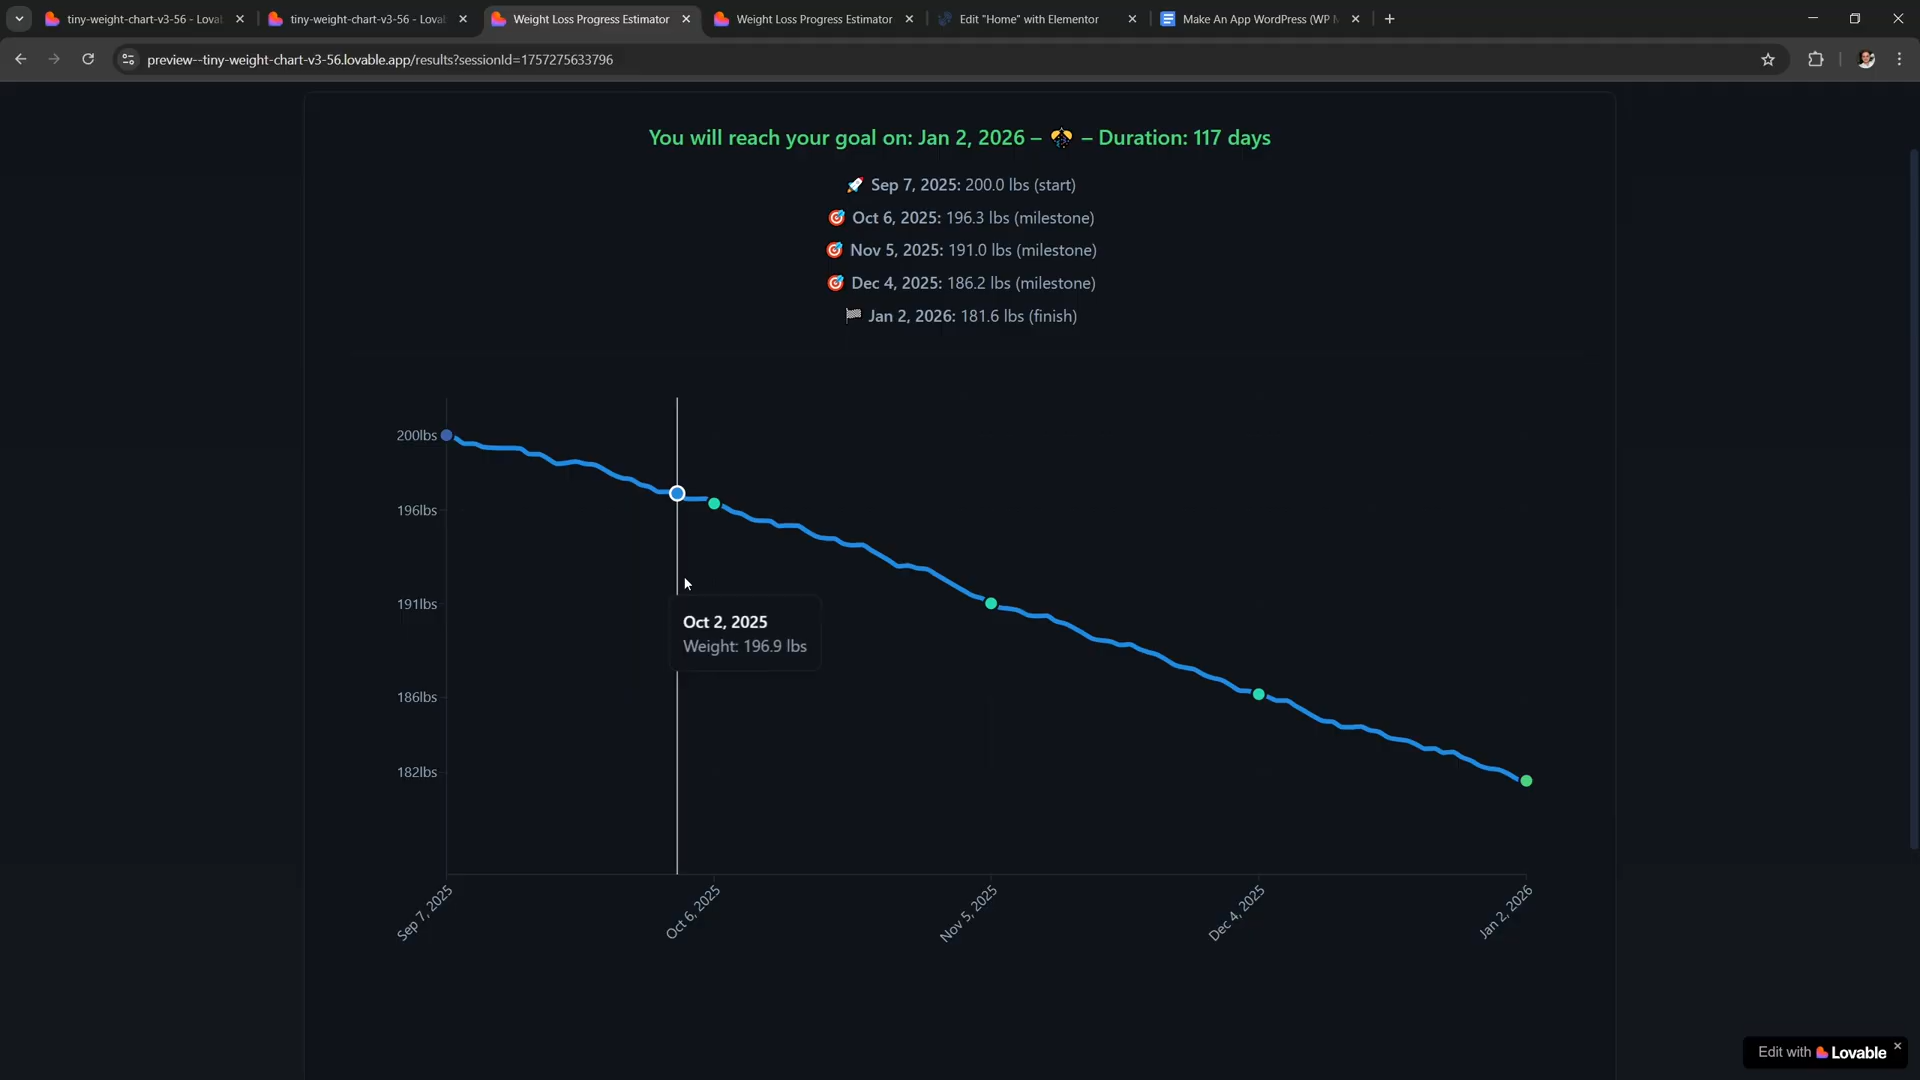 tiny-weight-chart-v3-56 - Lova
tiny-weight-chart-v3-56 - Lova
Weight Loss Progress Estimator
Weight Loss Progress Estimator
Edit "Home" with Elementor
Make An App WordPress (WP
preview--tiny-weight-chart-v3-56.lovable.app/results?sessionId=1757275633796
You will reach your goal on: Jan 2, 2026 – – Duration: 117 days
Sep 7, 2025: 200.0 lbs (start)
Oct 6, 2025: 196.3 lbs (milestone)
Nov 5, 2025: 191.0 lbs (milestone)
Dec 4, 2025: 186.2 lbs (milestone)
Jan 2, 2026: 181.6 lbs (finish)
200lbs
196lbs
191lbs
186lbs
182lbs
Oct 2, 2025
Weight: 196.9 lbs
Sep 7, 2025
Oct 6, 2025
Nov 5, 2025
Dec 4, 2025
Jan 2, 2026
Edit with Lovable